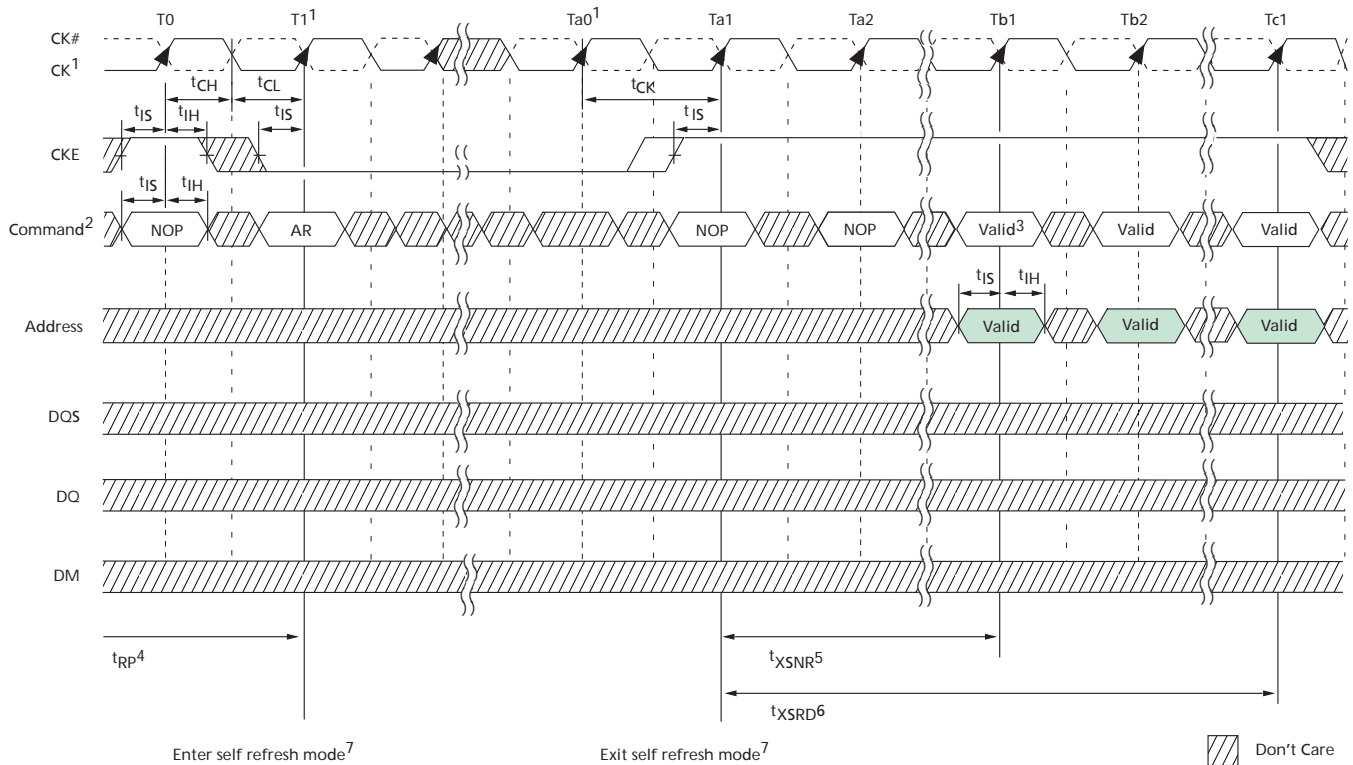 T0 T1¹ Ta0¹ Ta1 Ta2 Tb1 Tb2 Tc1
CK#
CK¹
tCH tCL tCK
tIS tIH tIS tIS
CKE
tIS tIH
Command² NOP AR NOP NOP Valid³ Valid Valid
tIS tIH
Address Valid Valid Valid
DQS
DQ
DM
tRP⁴ tXSNR⁵
tXSRD⁶
Enter self refresh mode⁷ Exit self refresh mode⁷ Don't Care